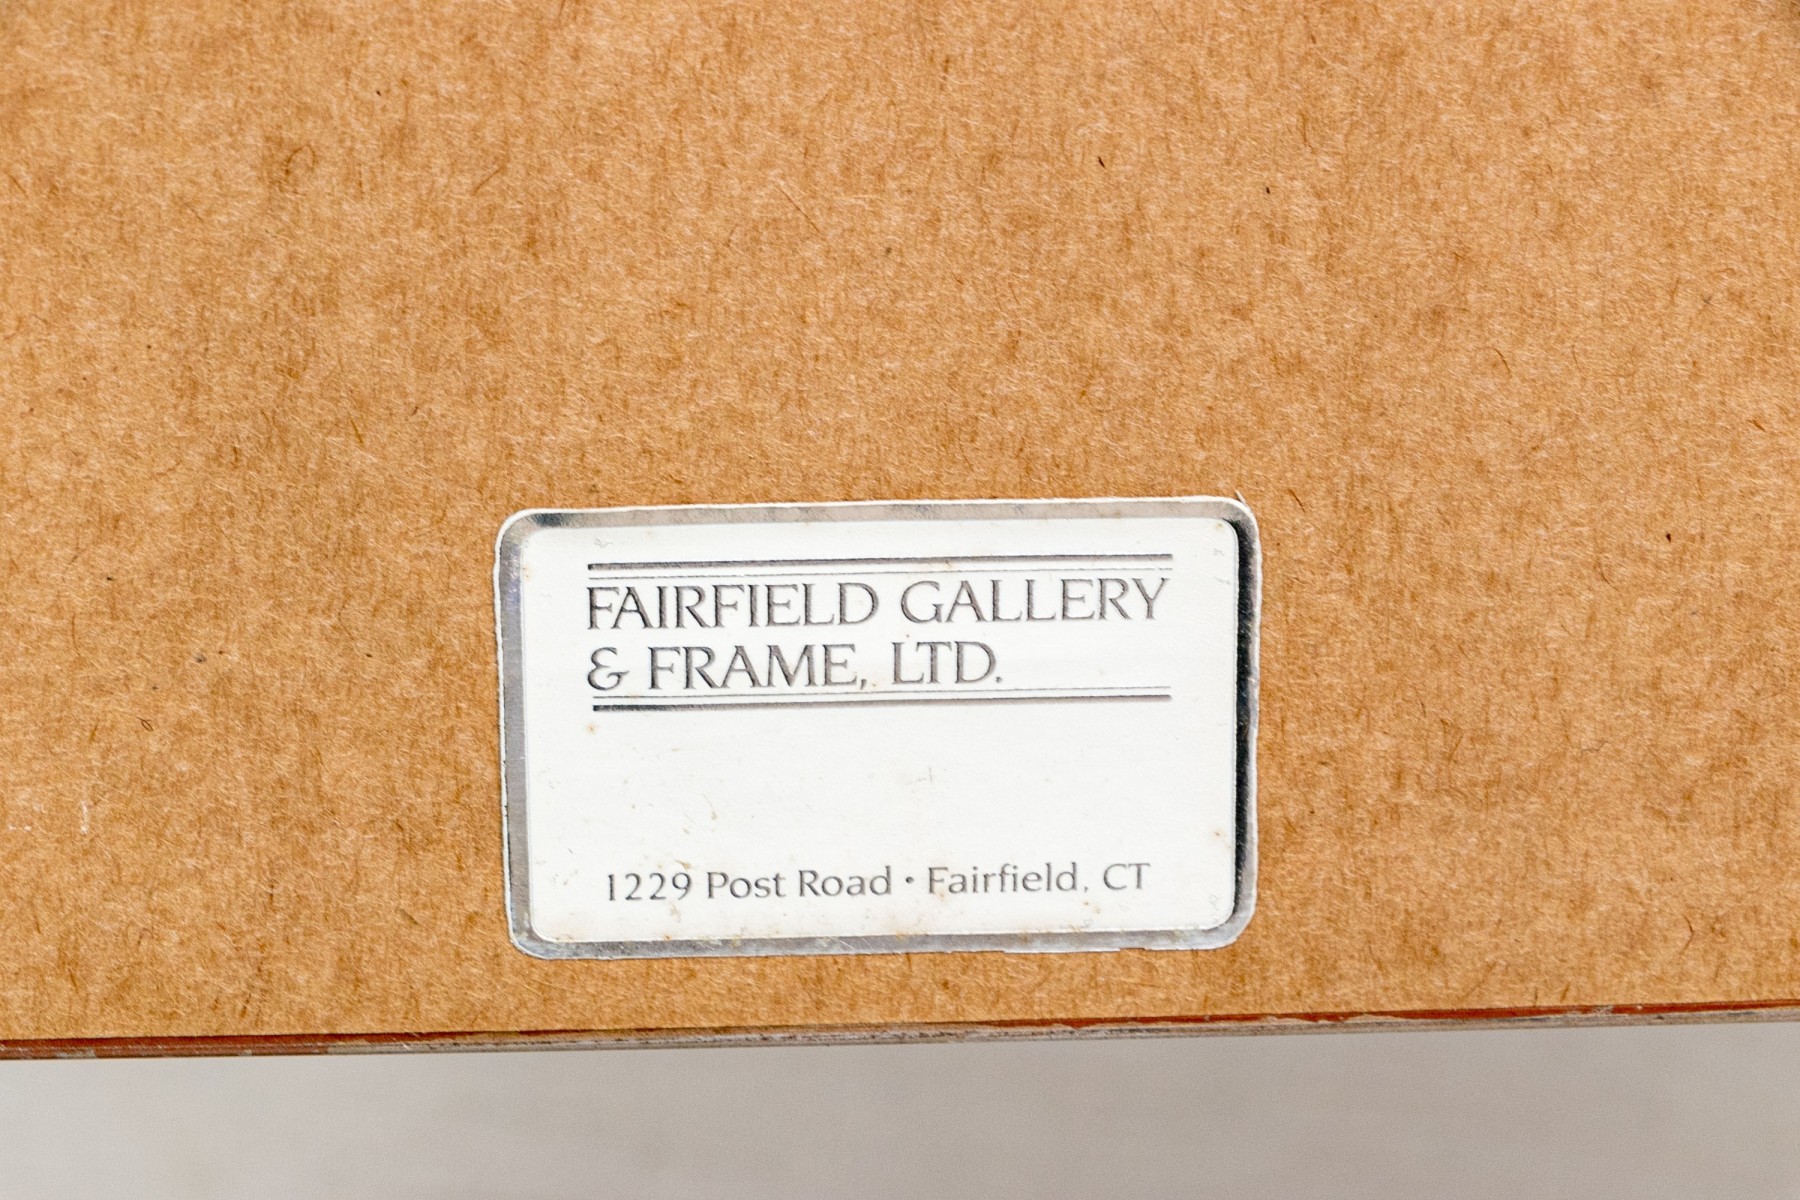 FAIRFIELD GALLERY
& FRAME, LTD.
1229 Post Road • Fairfield, CT